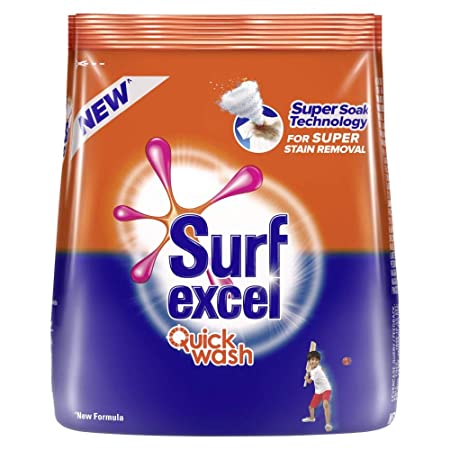 NEW^
Super Soak
Technology
FOR SUPER
STAIN REMOVAL
Surf
excel
Quick
wash
^New Formula